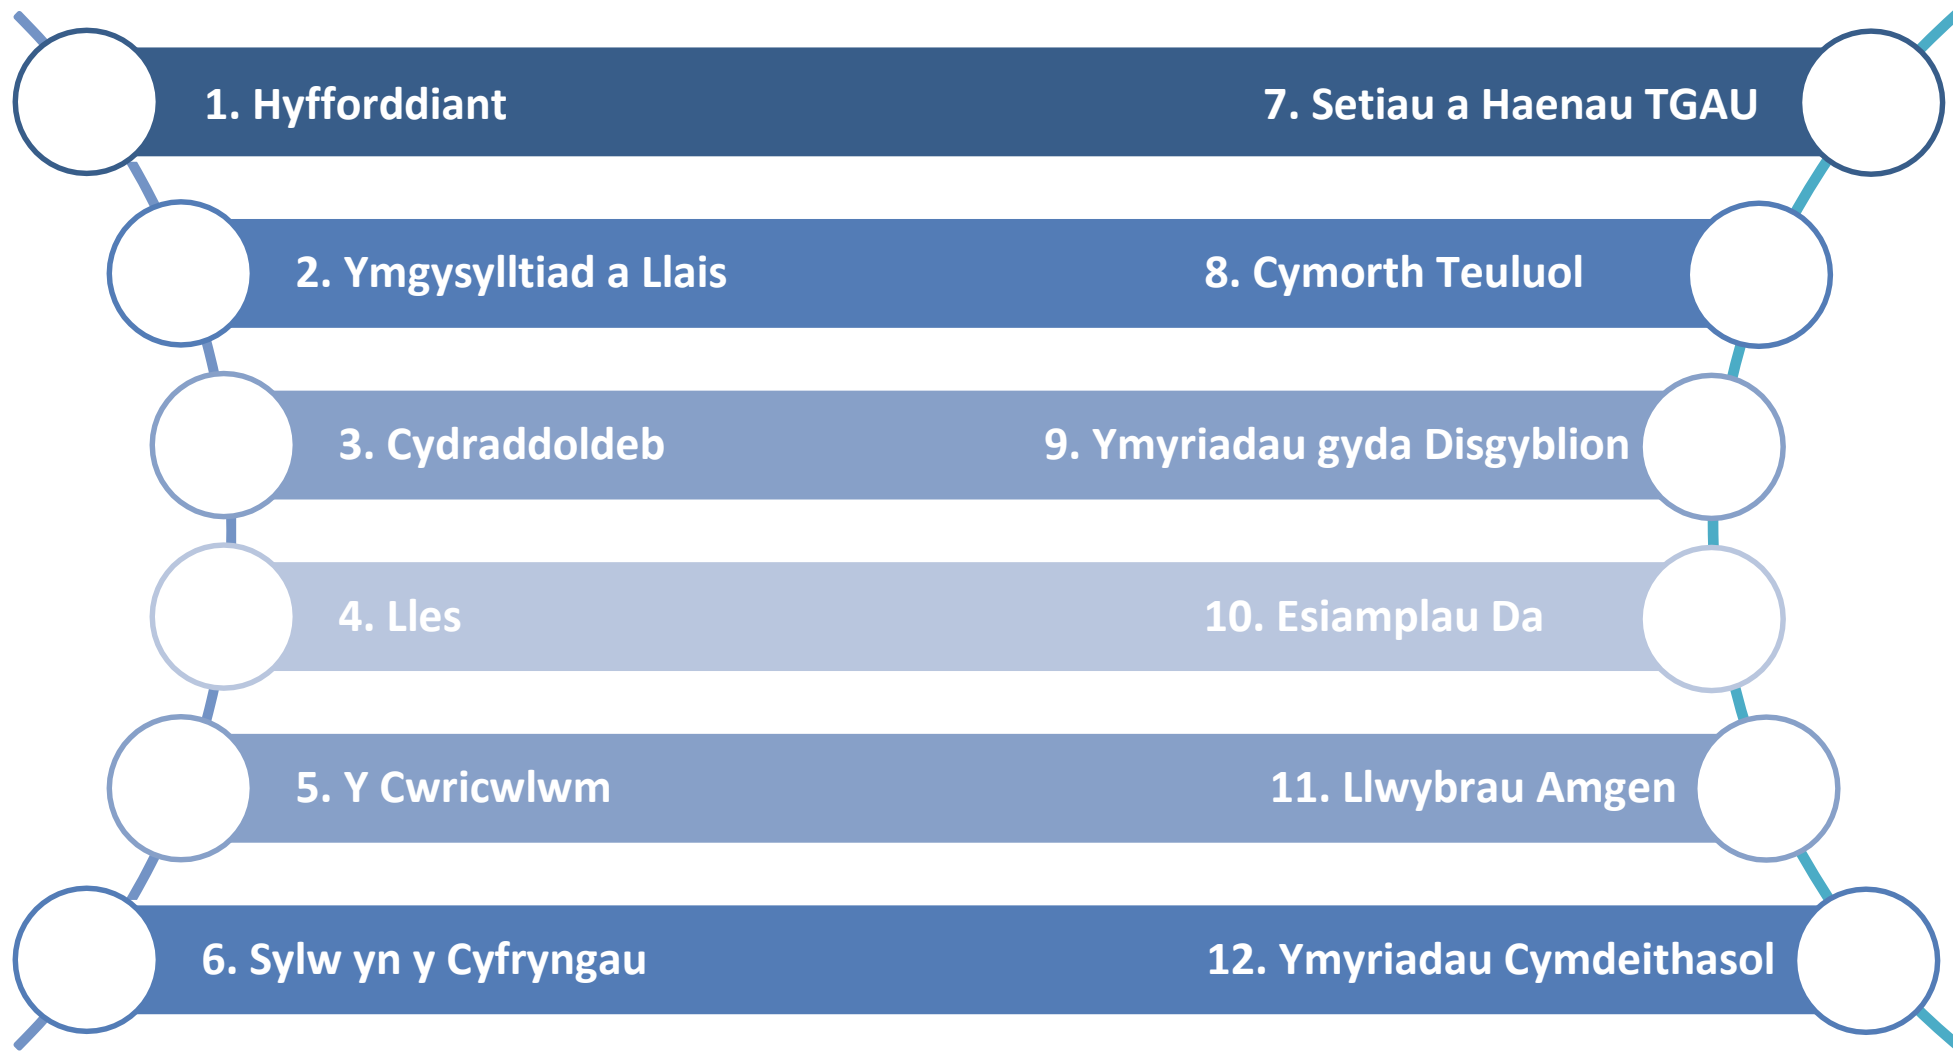 1. Hyfforddiant
2. Ymgysylltiad a Llais
3. Cydraddoldeb
4. Lles
5. Y Cwricwlwm
6. Sylw yn y Cyfryngau
7. Setiau a Haenau TGAU
8. Cymorth Teuluol
9. Ymyriadau gyda Disgyblion
10. Esiamplau Da
11. Llwybrau Amgen
12. Ymyriadau Cymdeithasol